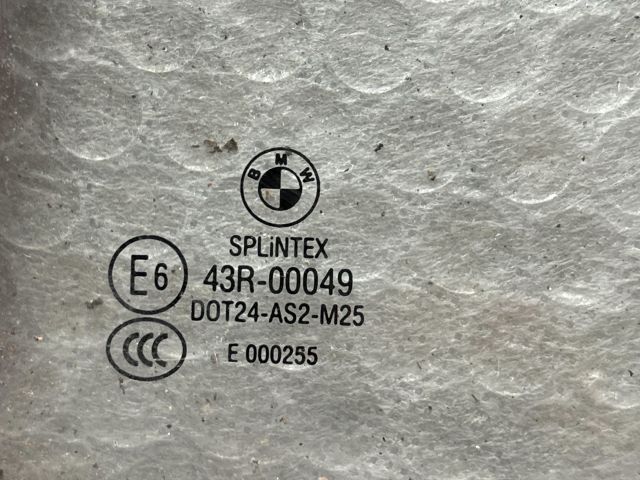 BMW
SPLiNTEX
E6 43R-00049
DOT24-AS2-M25
CCC E 000255